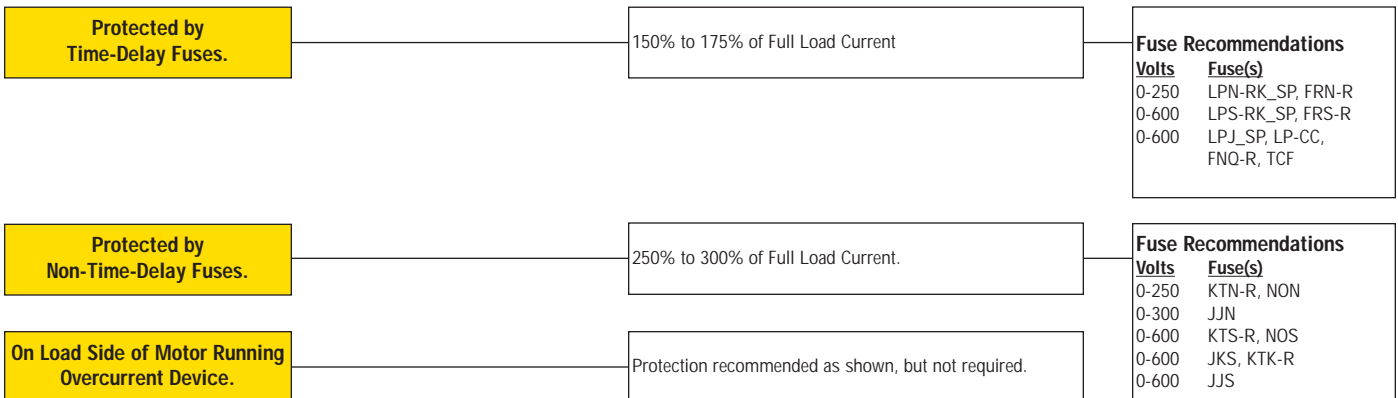 Protected by
Time-Delay Fuses.
150% to 175% of Full Load Current
Fuse Recommendations
Volts Fuse(s)
0-250 LPN-RK_SP, FRN-R
0-600 LPS-RK_SP, FRS-R
0-600 LPJ_SP, LP-CC,
FNQ-R, TCF
Protected by
Non-Time-Delay Fuses.
250% to 300% of Full Load Current.
Fuse Recommendations
Volts Fuse(s)
0-250 KTN-R, NON
0-300 JJN
0-600 KTS-R, NOS
0-600 JKS, KTK-R
0-600 JJS
On Load Side of Motor Running
Overcurrent Device.
Protection recommended as shown, but not required.